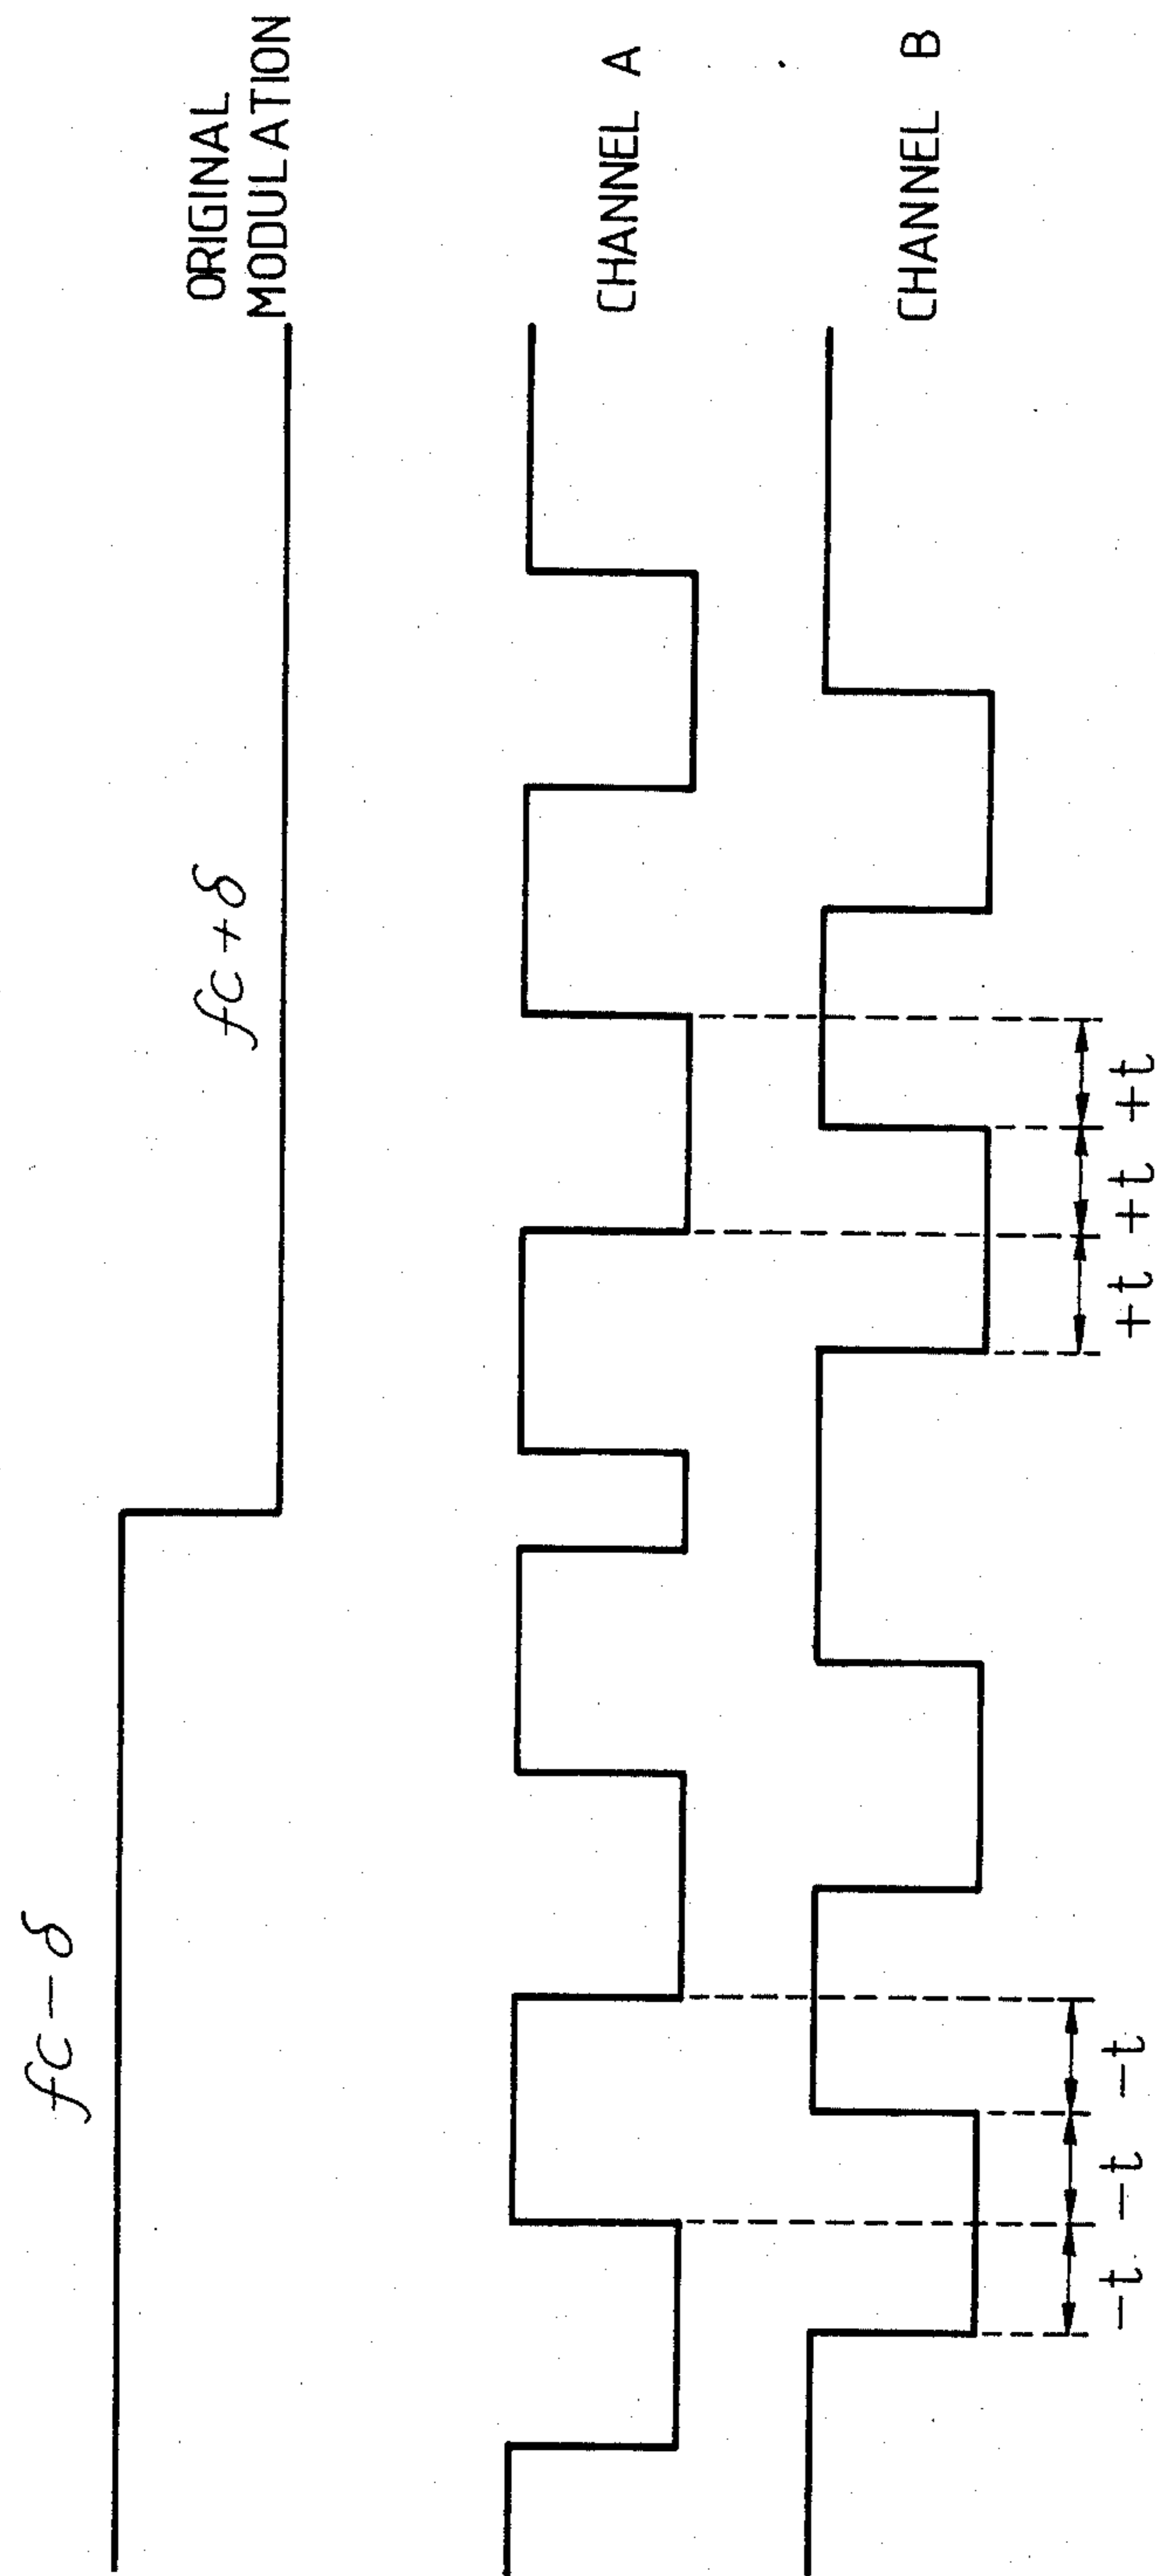 fc-δ
fc+δ
ORIGINAL
MODULATION
CHANNEL A
CHANNEL B
-t -t -t
+t +t +t